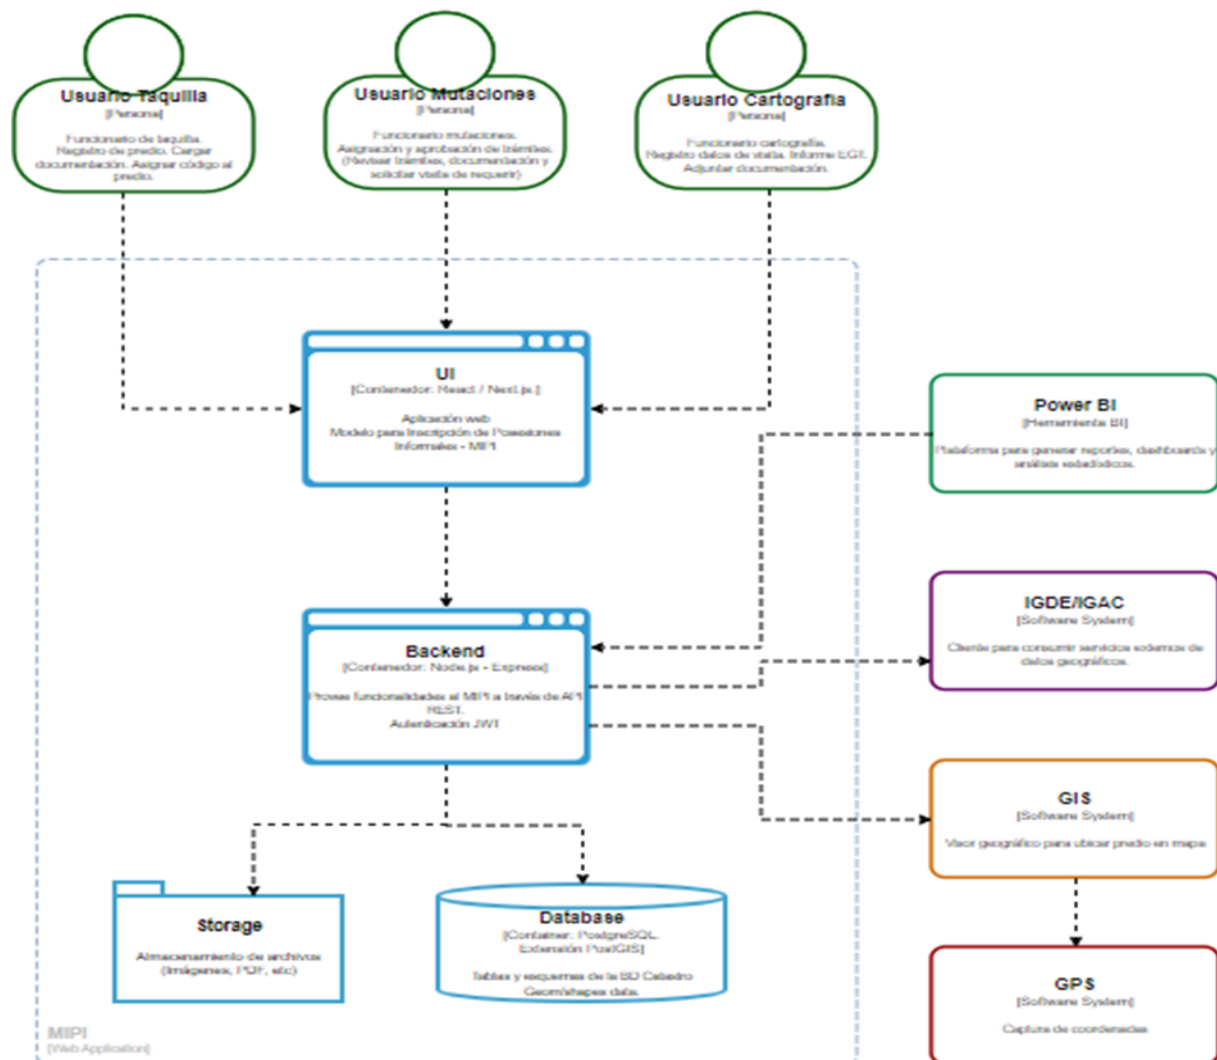 Usuario Taquilla
[Persona]
Funcionario de taquilla.
Registro de predio. Cargar
documentación. Asignar código al
predio.
Usuario Mutaciones
[Persona]
Funcionario mutaciones.
Asignación y aprobación de trámites.
(Revisar trámites, documentación y
solicitar visita de requerir)
Usuario Cartografía
[Persona]
Funcionario cartografía.
Registro datos de visita. Informe EGT.
Adjuntar documentación.
UI
[Contenedor: React / Next.js.]
Aplicación web
Modelo para Inscripción de Posesiones
Informales - MIPI
Power BI
[Herramienta BI]
Plataforma para generar reportes, dashboards y
análisis estadísticos.
Backend
[Contenedor: Node.js - Express]
Provee funcionalidades al MIPI a través de API
REST.
Autenticación JWT
IGDE/IGAC
[Software System]
Cliente para consumir servicios externos de
datos geográficos.
GIS
[Software System]
Visor geográfico para ubicar predio en mapa
Storage
Almacenamiento de archivos
(Imágenes, PDF, etc)
Database
[Container: PostgreSQL.
Extensión PostGIS]
Tablas y esquemas de la BD Catastro
Geom/shapes data.
GPS
[Software System]
Captura de coordenadas
MIPI
[Web Application]